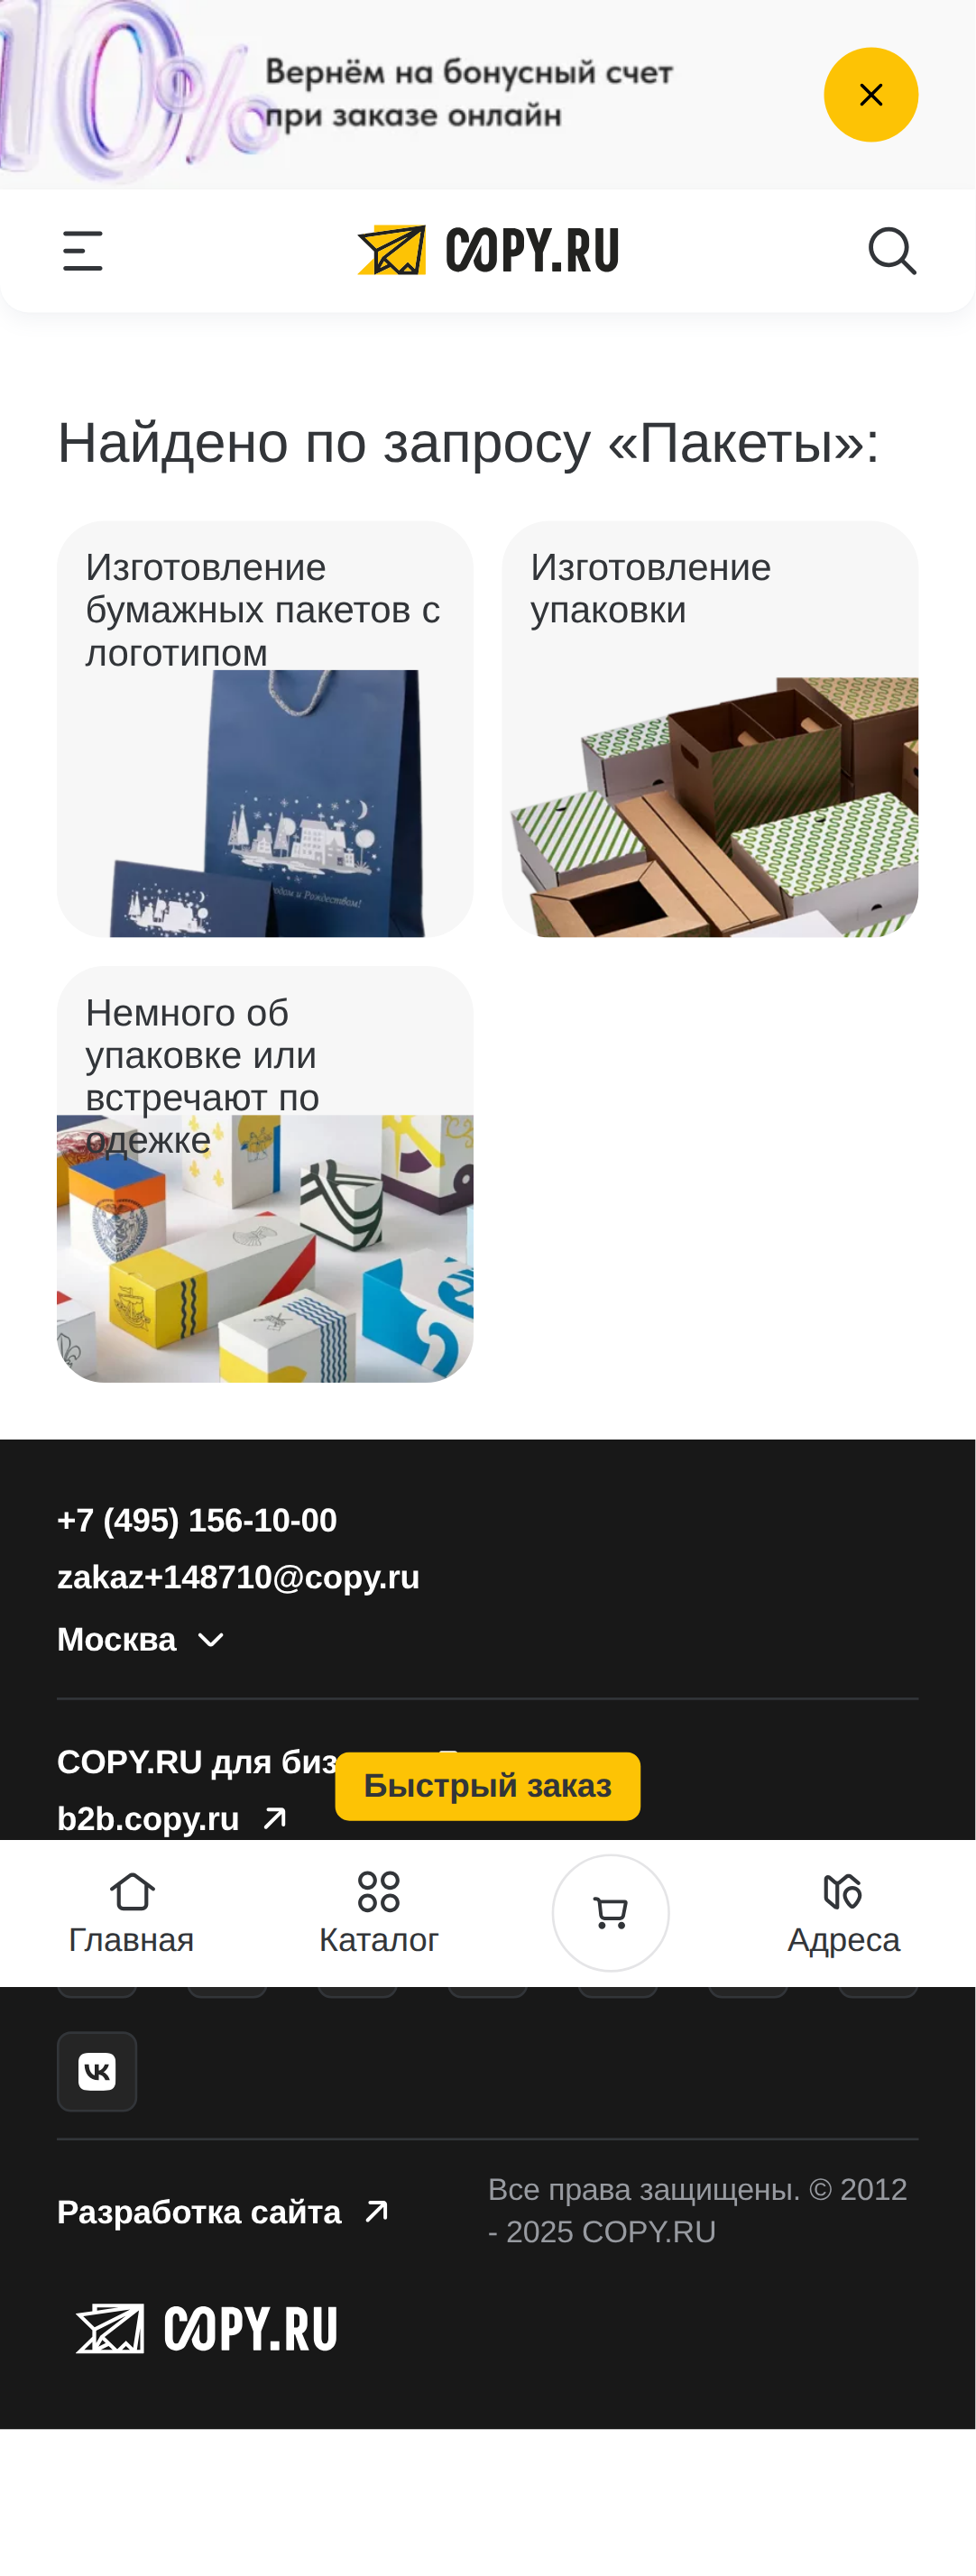 10%
Вернём на бонусный счет
при заказе онлайн
COPY.RU
Найдено по запросу «Пакеты»:
Изготовление
бумажных пакетов с
логотипом
Изготовление
упаковки
Рождеством!
Немного об
упаковке или
встречают по
одежке
+7 (495) 156-10-00
zakaz+148710@copy.ru
Москва
COPY.RU для
b2b.copy.ru
Быстрый заказ
Главная
Каталог
Адреса
Разработка сайта
Все права защищены. © 2012
- 2025 COPY.RU
COPY.RU